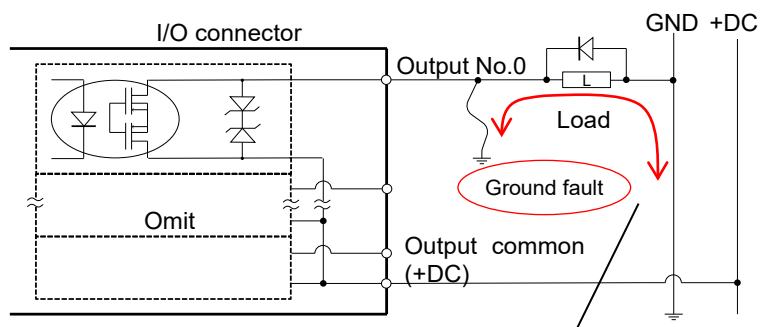 I/O connector
GND +DC
Output No.0
L
Load
Ground fault
Omit
Output common
(+DC)